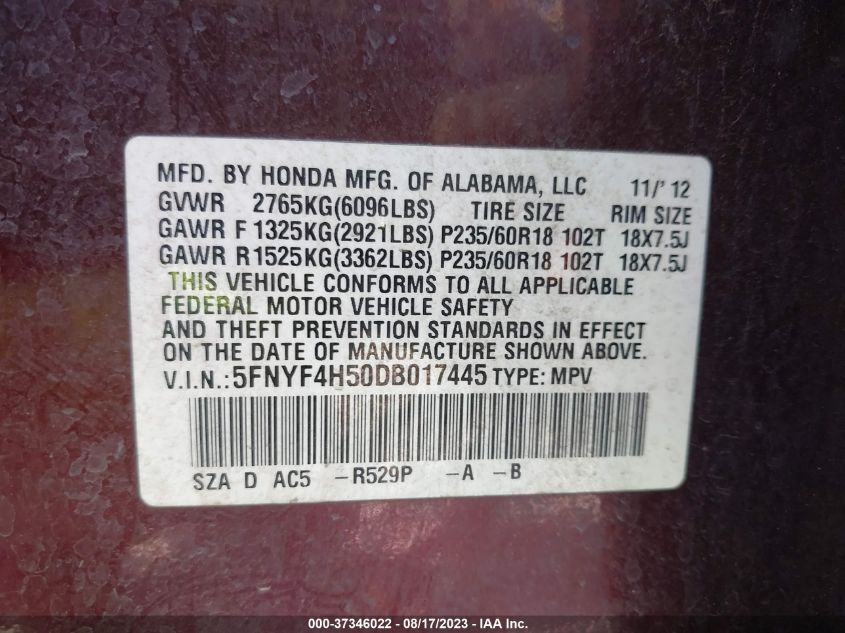 MFD. BY HONDA MFG. OF ALABAMA, LLC 11/' 12
GVWR 2765KG(6096LBS) TIRE SIZE RIM SIZE
GAWR F 1325KG(2921LBS) P235/60R18 102T 18X7.5J
GAWR R1525KG(3362LBS) P235/60R18 102T 18X7.5J
THIS VEHICLE CONFORMS TO ALL APPLICABLE
FEDERAL MOTOR VEHICLE SAFETY
AND THEFT PREVENTION STANDARDS IN EFFECT
ON THE DATE OF MANUFACTURE SHOWN ABOVE.
V.I.N.: 5FNYF4H50DB017445 TYPE: MPV
SZA D AC5 -R529P -A -B
000-37346022 - 08/17/2023 - © IAA Inc.